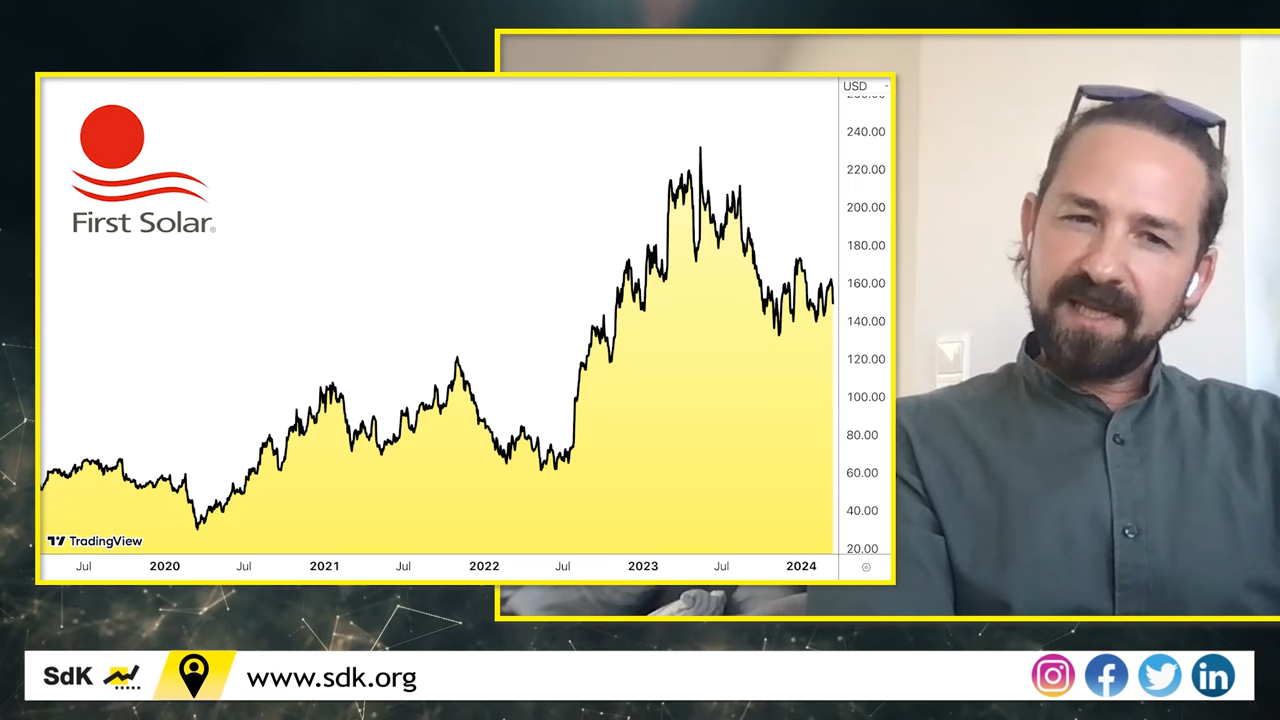 First Solar®
USD
240.00
220.00
200.00
180.00
160.00
140.00
120.00
100.00
80.00
60.00
40.00
20.00
TradingView
Jul 2020 Jul 2021 Jul 2022 Jul 2023 Jul 2024
SdK
www.sdk.org